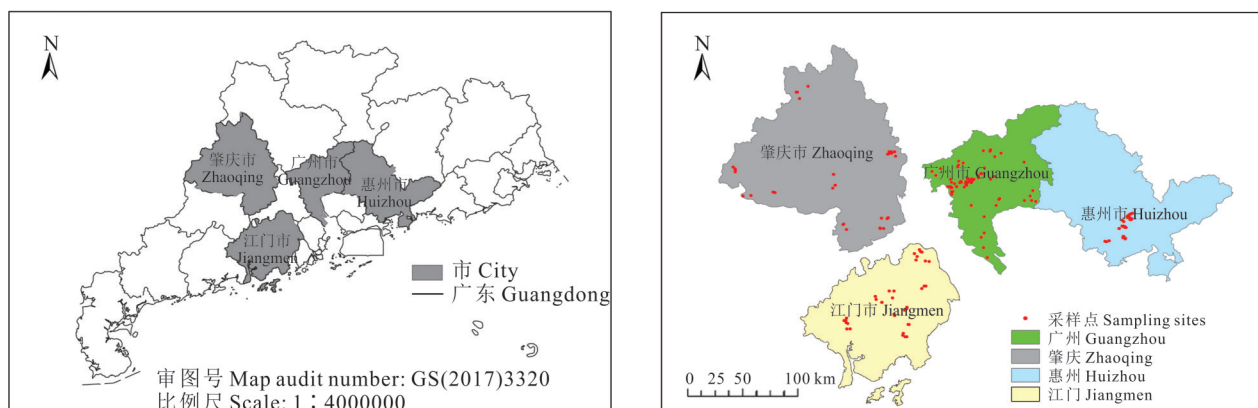 N
肇庆市
Zhaoqing
广州市
Guangzhou
惠州市
Huizhou
江门市
Jiangmen
市 City
广东 Guangdong
审图号 Map audit number: GS(2017)3320
比例尺 Scale: 1：4000000
N
肇庆市 Zhaoqing
广州市 Guangzhou
惠州市 Huizhou
江门市 Jiangmen
采样点 Sampling sites
广州 Guangzhou
肇庆 Zhaoqing
惠州 Huizhou
江门 Jiangmen
0 25 50 100 km